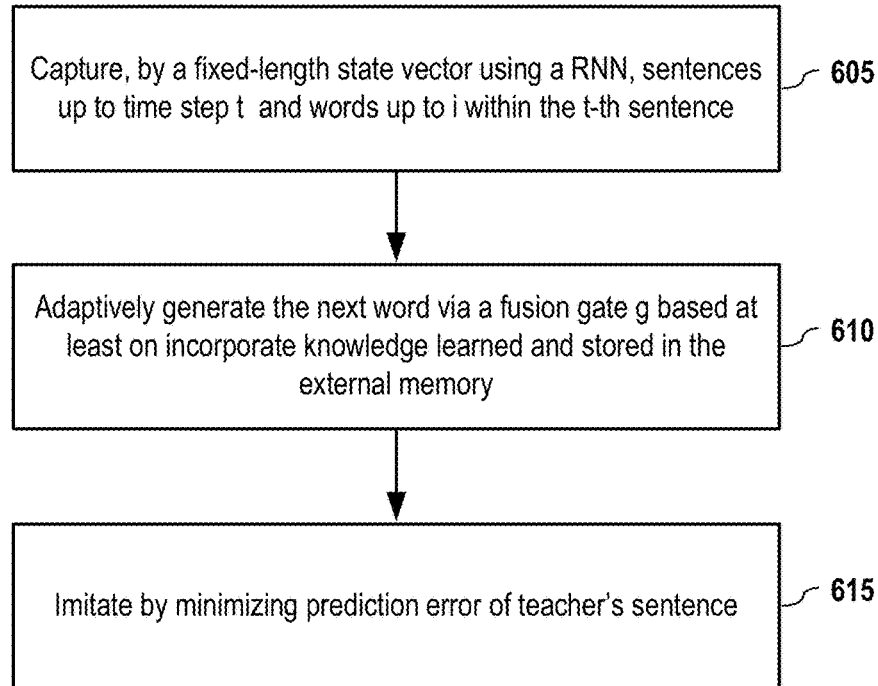 Capture, by a fixed-length state vector using a RNN, sentences
up to time step t and words up to i within the t-th sentence
605
Adaptively generate the next word via a fusion gate g based at
least on incorporate knowledge learned and stored in the
external memory
610
Imitate by minimizing prediction error of teacher's sentence
615